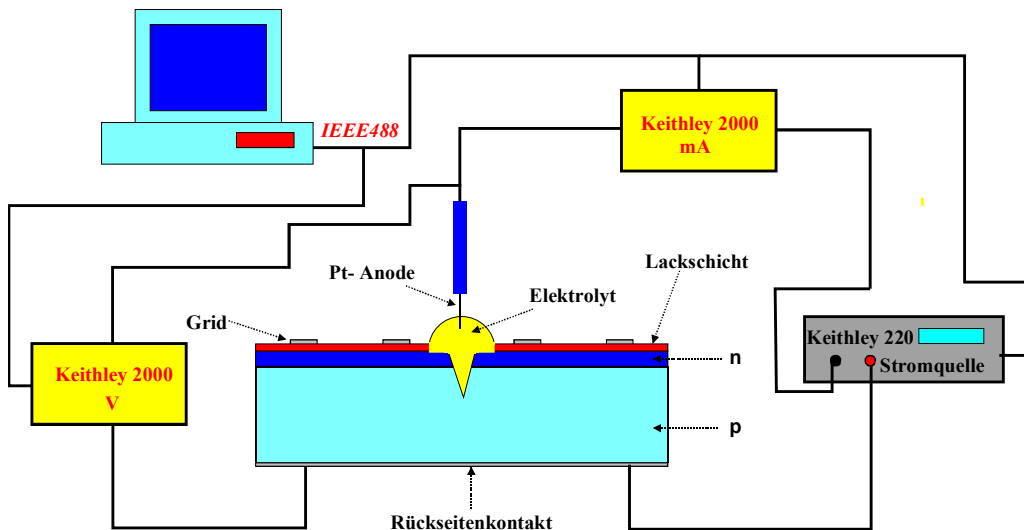 IEEE488
Keithley 2000
mA
Pt- Anode
Lackschicht
Elektrolyt
Grid
Keithley 220
Stromquelle
n
Keithley 2000
V
p
Rückseitenkontakt